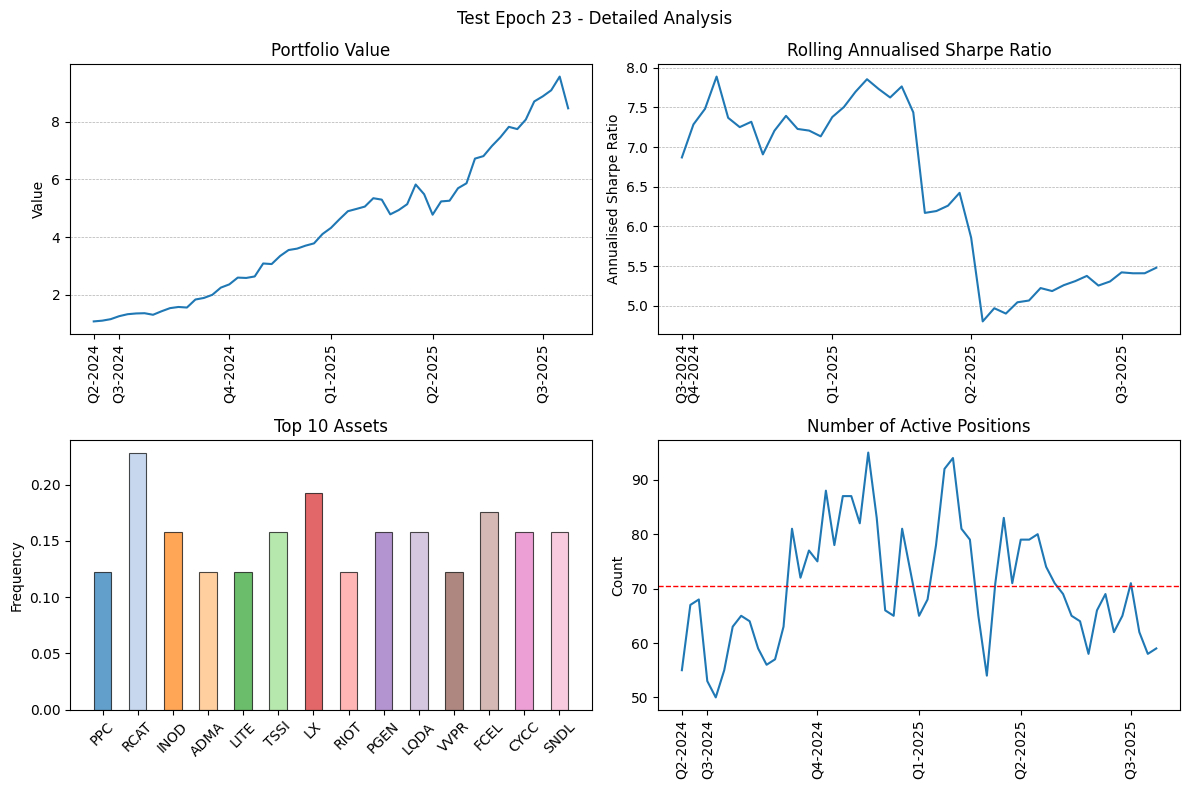 Test Epoch 23 - Detailed Analysis
Portfolio Value
Value
8
6
4
2
Q2-2024
Q3-2024
Q4-2024
Q1-2025
Q2-2025
Q3-2025
Rolling Annualised Sharpe Ratio
Annualised Sharpe Ratio
8.0
7.5
7.0
6.5
6.0
5.5
5.0
Q3-2024
Q4-2024
Q1-2025
Q2-2025
Q3-2025
Top 10 Assets
Frequency
0.20
0.15
0.10
0.05
0.00
PPC
RCAT
INOD
ADMA
LITE
TSSI
LX
RIOT
PGEN
LQDA
VVPR
FCEL
CYCC
SNDL
Number of Active Positions
Count
90
80
70
60
50
Q2-2024
Q3-2024
Q4-2024
Q1-2025
Q2-2025
Q3-2025